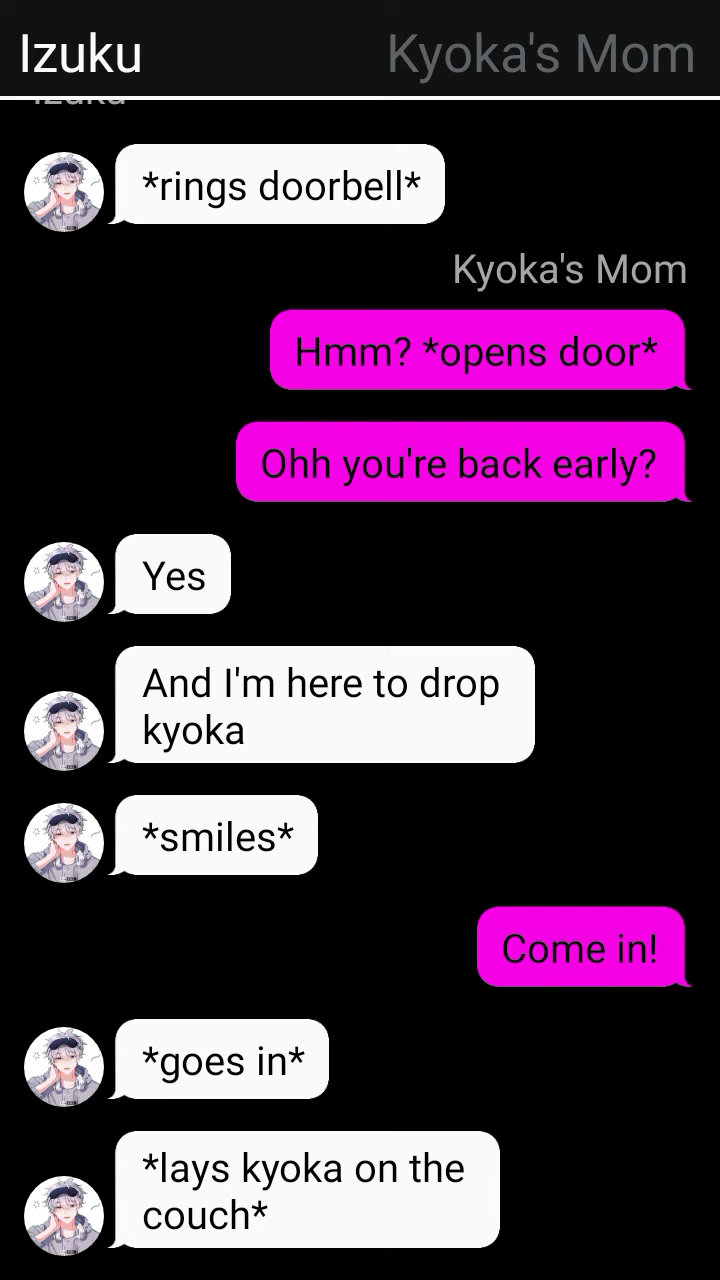 Izuku Kyoka's Mom
Izuku
*rings doorbell*
Kyoka's Mom
Hmm? *opens door*
Ohh you're back early?
Yes
And I'm here to drop
kyoka
*smiles*
Come in!
*goes in*
*lays kyoka on the
couch*